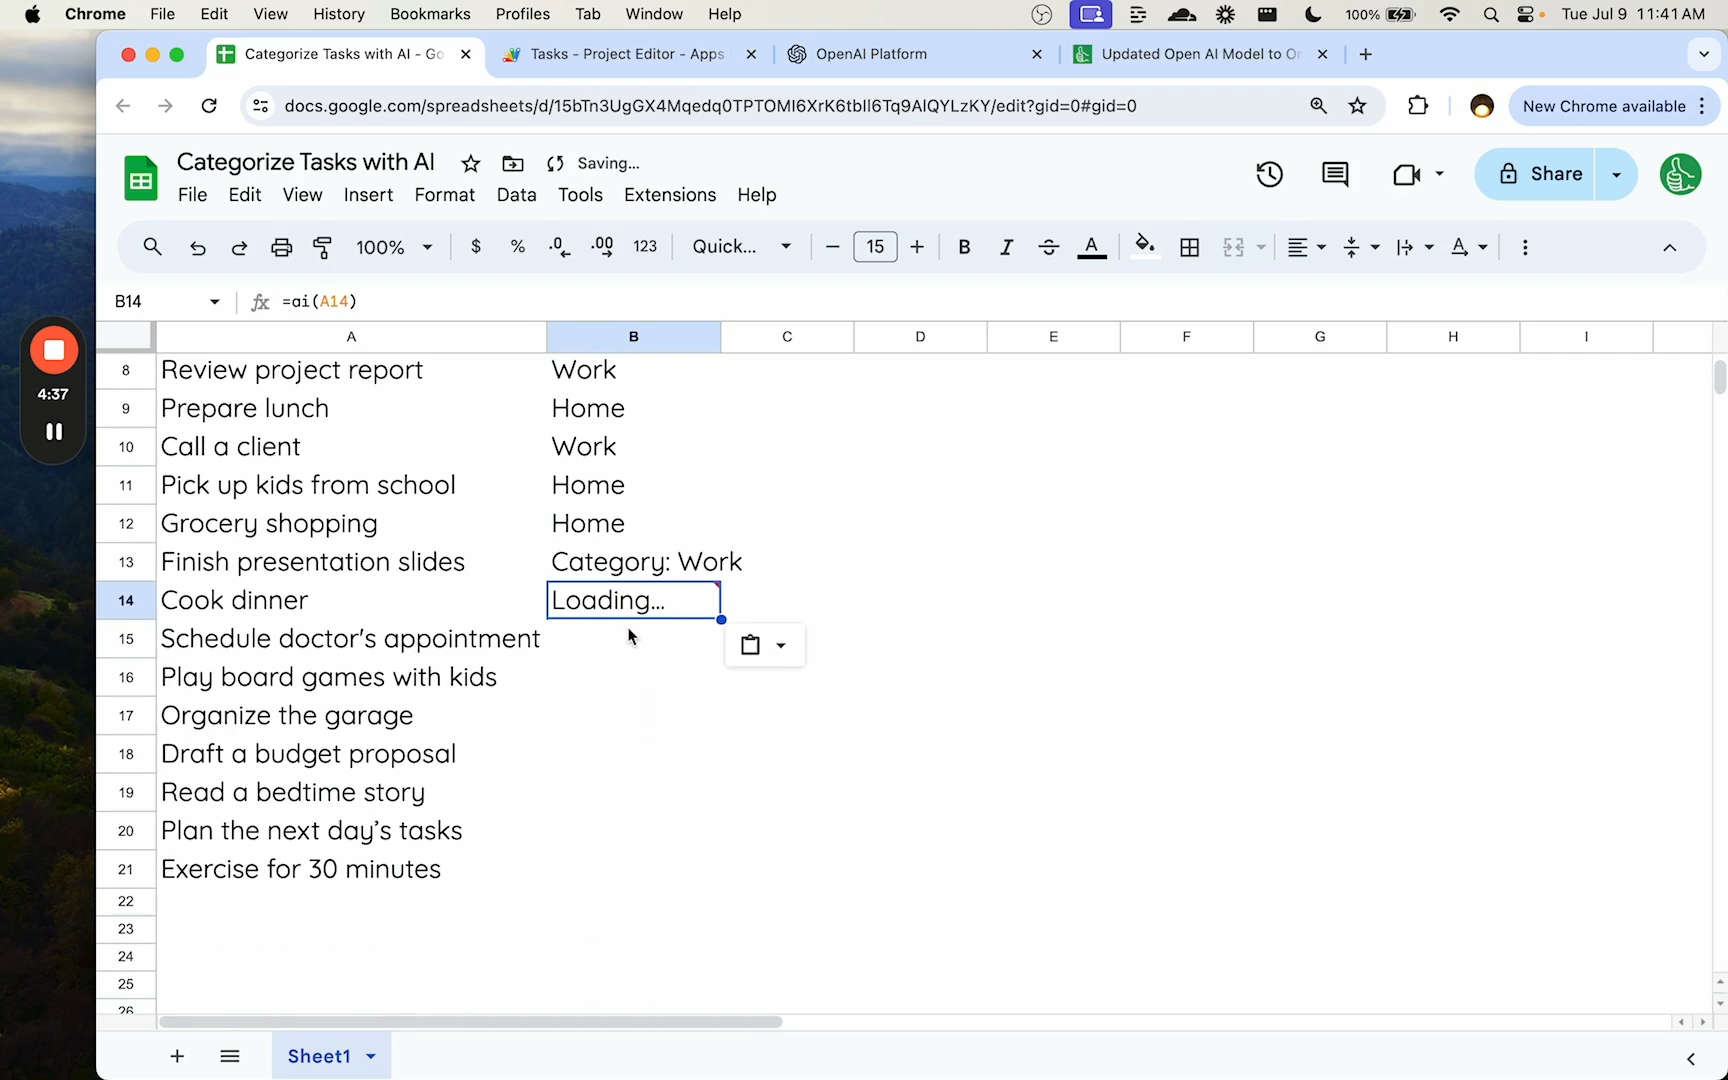 Chrome File Edit View History Bookmarks Profiles Tab Window Help 100% Tue Jul 9 11:41 AM
Categorize Tasks with AI - Go Tasks - Project Editor - Apps OpenAI Platform Updated Open AI Model to Or
docs.google.com/spreadsheets/d/15bTn3UgGX4Mqedq0TPTOMI6XrK6tbIl6Tq9AIQYLzKY/edit?gid=0#gid=0 New Chrome available
Categorize Tasks with AI Saving...
Share
File Edit View Insert Format Data Tools Extensions Help
100% $ % .0 .00 123 Quick... 15 B I A
B14 fx =ai(A14)
A B C D E F G H I
4:37
8 Review project report Work
9 Prepare lunch Home
10 Call a client Work
11 Pick up kids from school Home
12 Grocery shopping Home
13 Finish presentation slides Category: Work
14 Cook dinner Loading...
15 Schedule doctor's appointment
16 Play board games with kids
17 Organize the garage
18 Draft a budget proposal
19 Read a bedtime story
20 Plan the next day's tasks
21 Exercise for 30 minutes
22
23
24
25
26
Sheet1